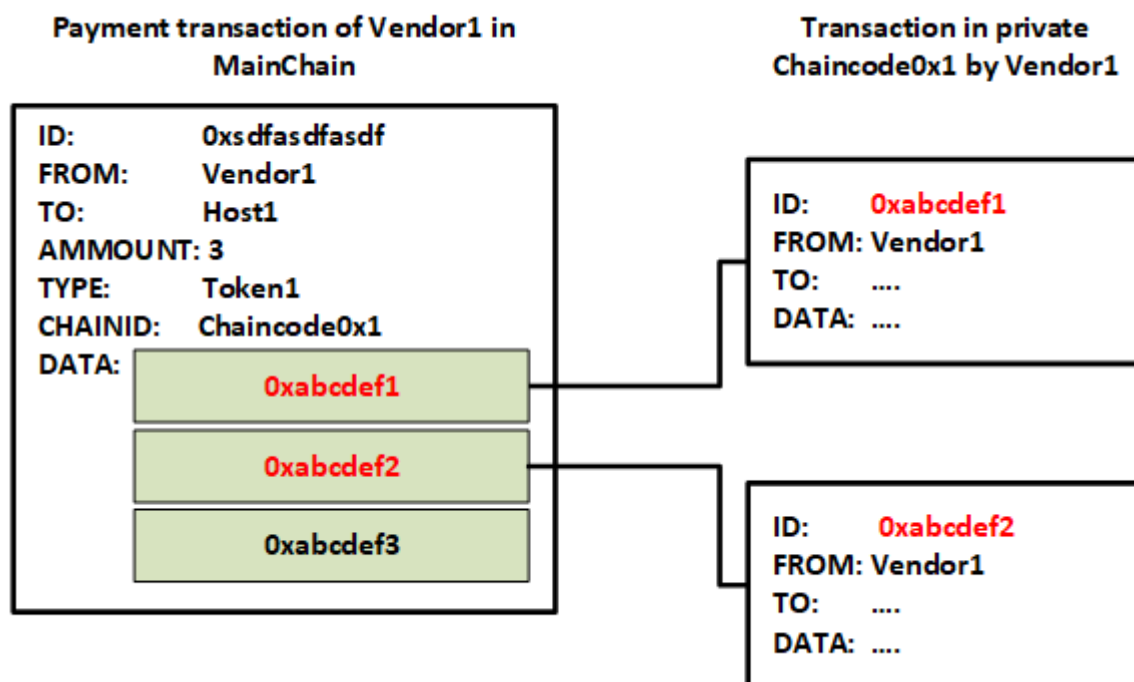 Payment transaction of Vendor1 in
MainChain
ID: 0xsdfasdfasdf
FROM: Vendor1
TO: Host1
AMMOUNT: 3
TYPE: Token1
CHAINID: Chaincode0x1
DATA:
0xabcdef1
0xabcdef2
0xabcdef3
Transaction in private
Chaincode0x1 by Vendor1
ID: 0xabcdef1
FROM: Vendor1
TO: ....
DATA: ....
ID: 0xabcdef2
FROM: Vendor1
TO: ....
DATA: ....